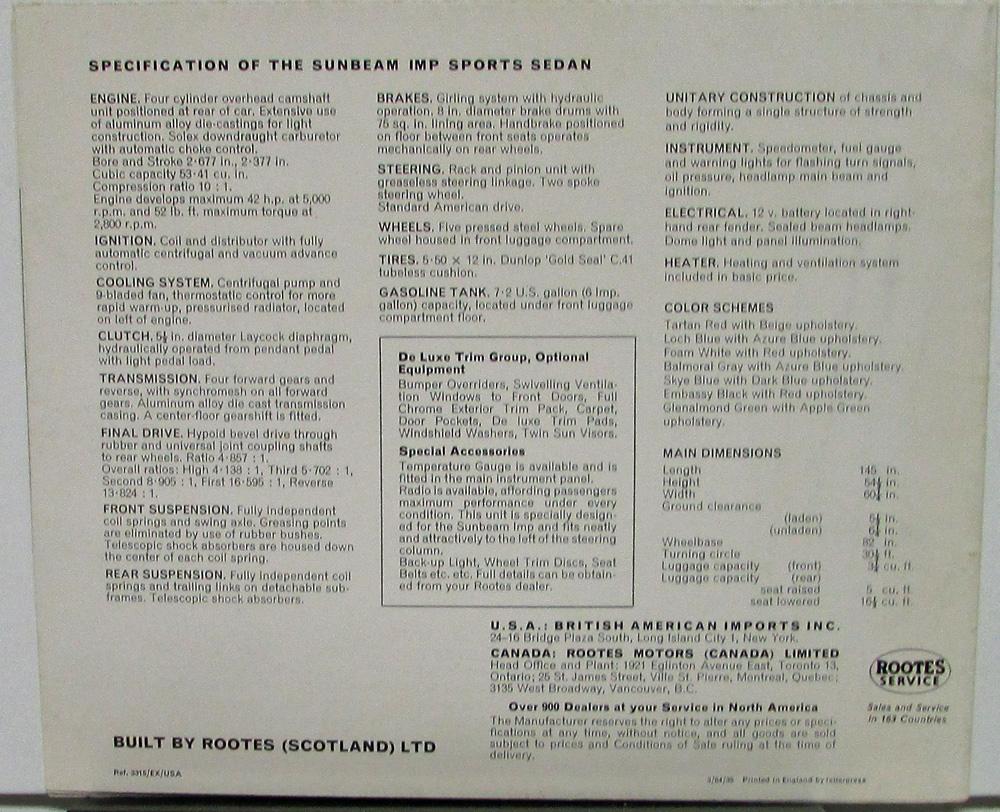 SPECIFICATION OF THE SUNBEAM IMP SPORTS SEDAN
ENGINE. Four cylinder overhead camshaft
unit positioned at rear of car. Extensive use
of aluminum alloy die-castings for light
construction. Solex downdraught carburetor
with automatic choke control.
Bore and Stroke 2·677 in., 2·377 in.
Cubic capacity 53·41 cu. in.
Compression ratio 10 : 1.
Engine develops maximum 42 h.p. at 5,000
r.p.m. and 52 lb. ft. maximum torque at
2,800 r.p.m.
IGNITION. Coil and distributor with fully
automatic centrifugal and vacuum advance
control.
COOLING SYSTEM. Centrifugal pump and
9-bladed fan, thermostatic control for more
rapid warm-up, pressurised radiator, located
on left of engine.
CLUTCH. 5½ in. diameter Laycock diaphragm,
hydraulically operated from pendant pedal
with light pedal load.
TRANSMISSION. Four forward gears and
reverse, with synchromesh on all forward
gears. Aluminum alloy die cast transmission
casing. A center-floor gearshift is fitted.
FINAL DRIVE. Hypoid bevel drive through
rubber and universal joint coupling shafts
to rear wheels. Ratio 4·857 : 1.
Overall ratios: High 4·138 : 1, Third 5·702 : 1,
Second 8·905 : 1, First 16·595 : 1, Reverse
13·824 : 1.
FRONT SUSPENSION. Fully independent
coil springs and swing axle. Greasing points
are eliminated by use of rubber bushes.
Telescopic shock absorbers are housed down
the center of each coil spring.
REAR SUSPENSION. Fully independent coil
springs and trailing links on detachable sub-
frames. Telescopic shock absorbers.
BRAKES. Girling system with hydraulic
operation. 8 in. diameter brake drums with
75 sq. in. lining area. Handbrake positioned
on floor between front seats operates
mechanically on rear wheels.
STEERING. Rack and pinion unit with
greaseless steering linkage. Two spoke
steering wheel.
Standard American drive.
WHEELS. Five pressed steel wheels. Spare
wheel housed in front luggage compartment.
TIRES. 5·50 × 12 in. Dunlop 'Gold Seal' C.41
tubeless cushion.
GASOLINE TANK. 7·2 U.S. gallon (6 Imp.
gallon) capacity, located under front luggage
compartment floor.
De Luxe Trim Group, Optional
Equipment
Bumper Overriders, Swivelling Ventila-
tion Windows to Front Doors, Full
Chrome Exterior Trim Pack, Carpet,
Door Pockets, De luxe Trim Pads,
Windshield Washers, Twin Sun Visors.
Special Accessories
Temperature Gauge is available and is
fitted in the main instrument panel.
Radio is available, affording passengers
maximum performance under every
condition. This unit is specially design-
ed for the Sunbeam Imp and fits neatly
and attractively to the left of the steering
column.
Back-up Light, Wheel Trim Discs, Seat
Belts etc. etc. Full details can be obtain-
ed from your Rootes dealer.
UNITARY CONSTRUCTION of chassis and
body forming a single structure of strength
and rigidity.
INSTRUMENT. Speedometer, fuel gauge
and warning lights for flashing turn signals,
oil pressure, headlamp main beam and
ignition.
ELECTRICAL. 12 v. battery located in right-
hand rear fender. Sealed beam headlamps.
Dome light and panel illumination.
HEATER. Heating and ventilation system
included in basic price.
COLOR SCHEMES
Tartan Red with Beige upholstery.
Loch Blue with Azure Blue upholstery.
Foam White with Red upholstery.
Balmoral Gray with Azure Blue upholstery.
Skye Blue with Dark Blue upholstery.
Embassy Black with Red upholstery.
Glenalmond Green with Apple Green
upholstery.
MAIN DIMENSIONS
Length 145 in.
Height 54½ in.
Width 60¼ in.
Ground clearance
(laden) in.
(unladen) in.
Wheelbase 82 in.
Turning circle 30½ ft.
Luggage capacity (front) cu. ft.
Luggage capacity (rear)
seat raised 5 cu. ft.
seat lowered cu. ft.
U.S.A.: BRITISH AMERICAN IMPORTS INC.
24-16 Bridge Plaza South, Long Island City 1, New York.
CANADA: ROOTES MOTORS (CANADA) LIMITED
Head Office and Plant: 1921 Eglinton Avenue East, Toronto 13,
Ontario; 25 St. James Street, Ville St. Pierre, Montreal, Quebec;
3135 West Broadway, Vancouver, B.C.
Over 900 Dealers at your Service in North America
The Manufacturer reserves the right to alter any prices or speci-
fications at any time, without notice, and all goods are sold
subject to prices and Conditions of Sale ruling at the time of
delivery.
ROOTES
SERVICE
Sales and Service
in 163 Countries
BUILT BY ROOTES (SCOTLAND) LTD
Ref. 3315/EX/USA
Printed in England by